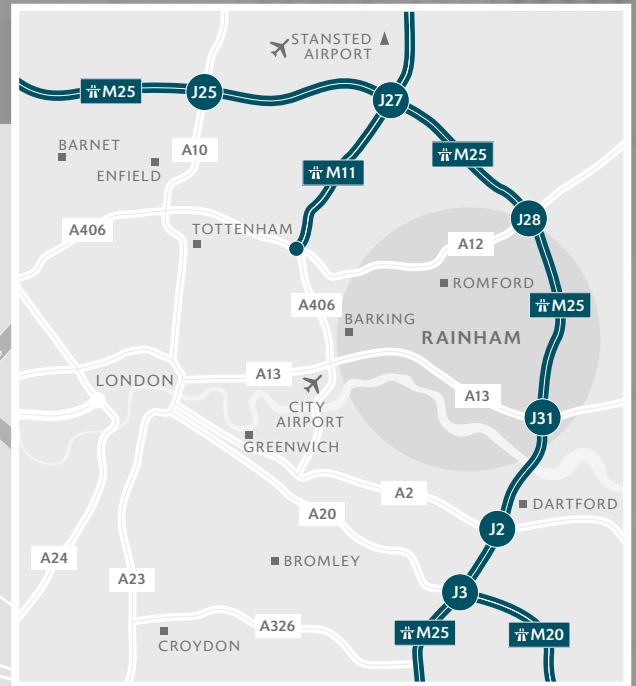 STANSTED
AIRPORT
M25
J25
J27
BARNET
A10
ENFIELD
M25
M11
A406
TOTTENHAM
J28
A12
A406
ROMFORD
M25
BARKING
RAINHAM
LONDON
A13
CITY
AIRPORT
A13
J31
GREENWICH
A2
DARTFORD
A20
J2
A24
BROMLEY
A23
J3
A326
M25
M20
CROYDON